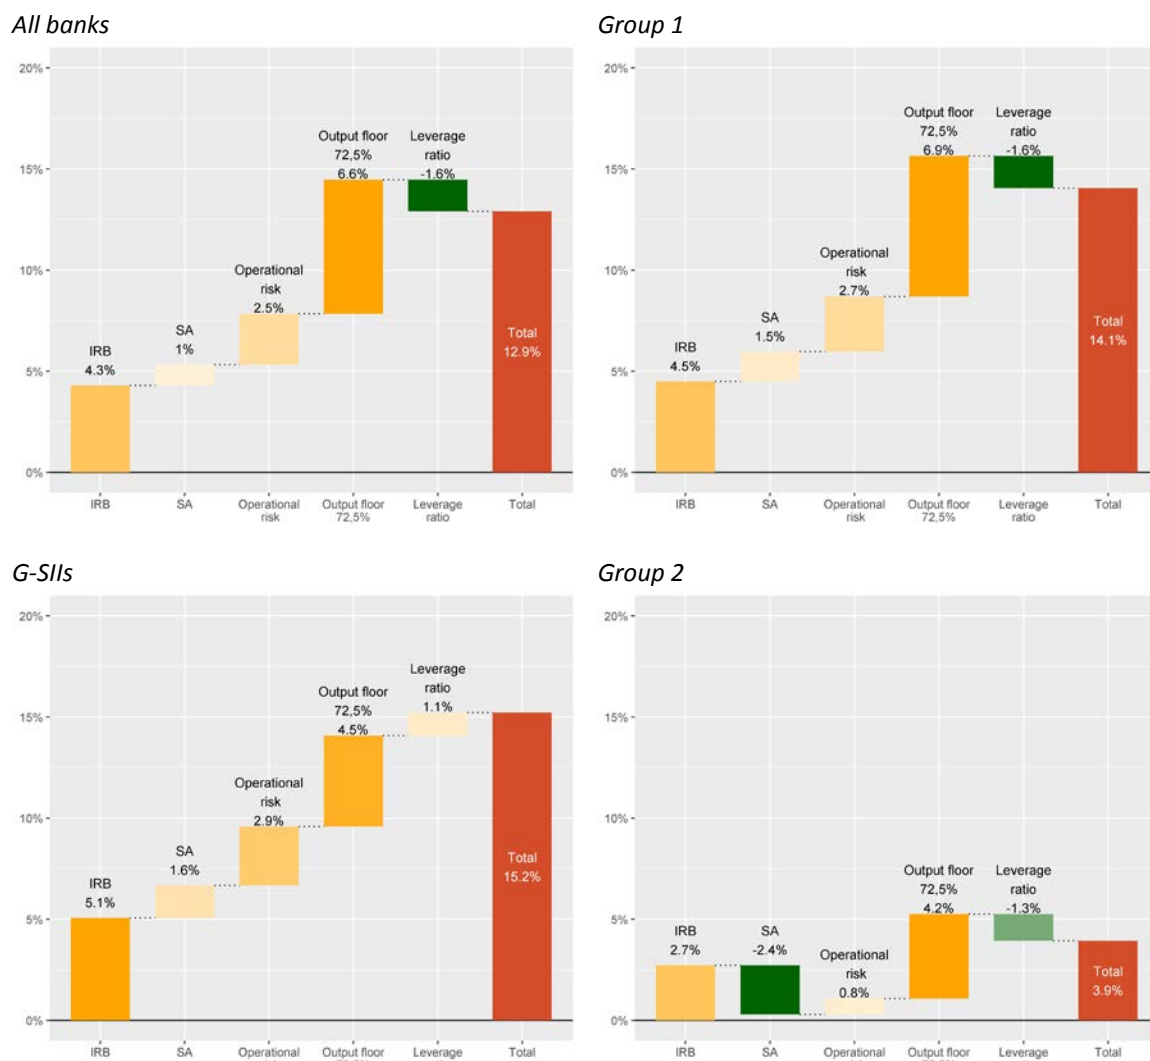 All banks
20%
15%
10%
5%
0%
IRB
4.3%
SA
1%
Operational
risk
2.5%
Output floor
72,5%
6.6%
Leverage
ratio
-1.6%
Total
12.9%
IRB
SA
Operational
risk
Output floor
72,5%
Leverage
ratio
Total
Group 1
20%
15%
10%
5%
0%
IRB
4.5%
SA
1.5%
Operational
risk
2.7%
Output floor
72,5%
6.9%
Leverage
ratio
-1.6%
Total
14.1%
IRB
SA
Operational
risk
Output floor
72,5%
Leverage
ratio
Total
G-SIIs
20%
15%
10%
5%
0%
IRB
5.1%
SA
1.6%
Operational
risk
2.9%
Output floor
72,5%
4.5%
Leverage
ratio
1.1%
Total
15.2%
IRB
SA
Operational
Output floor
Leverage
Total
Group 2
20%
15%
10%
5%
0%
IRB
2.7%
SA
-2.4%
Operational
risk
0.8%
Output floor
72,5%
4.2%
Leverage
ratio
-1.3%
Total
3.9%
IRB
SA
Operational
Output floor
Leverage
Total